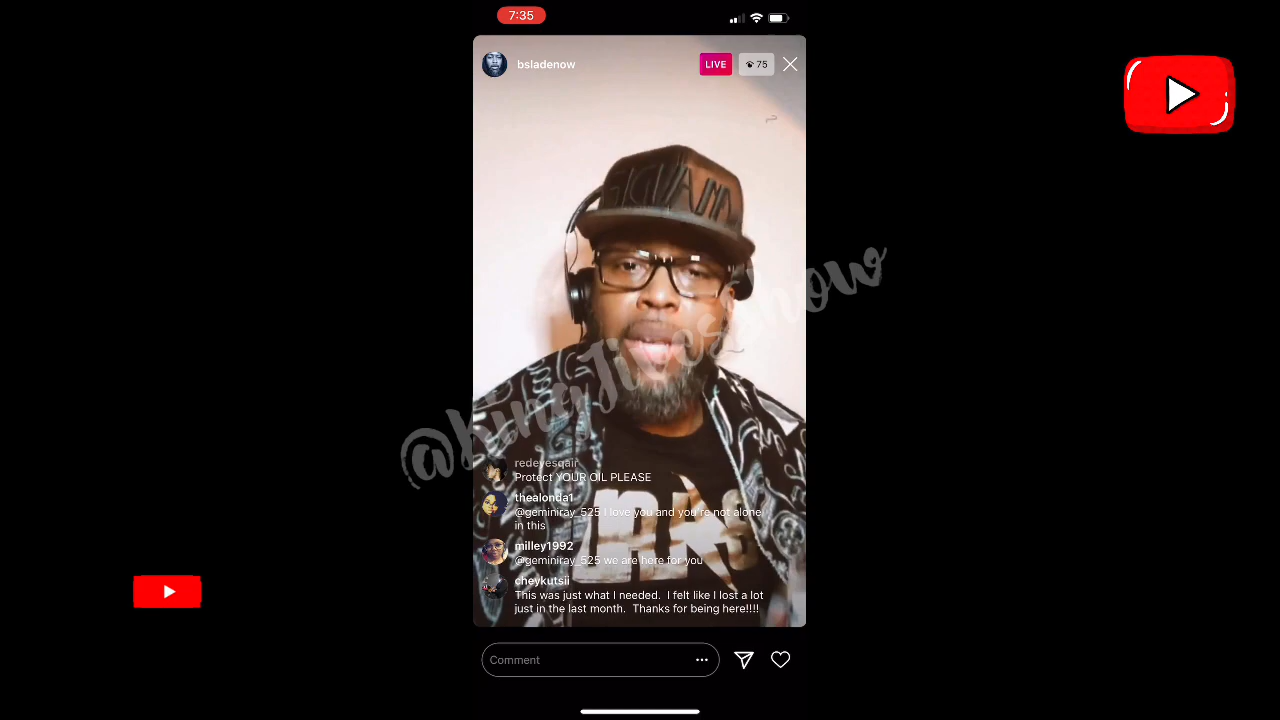 7:35
bsladenow
LIVE
75
@KingJivesShow
redeyesqair
Protect YOUR OIL PLEASE
thealonda1
@geminiray_525 I love you and you're not alone
in this
milley1992
@geminiray_525 we are here for you
cheykutsii
This was just what I needed. I felt like I lost a lot
just in the last month. Thanks for being here!!!!
Comment